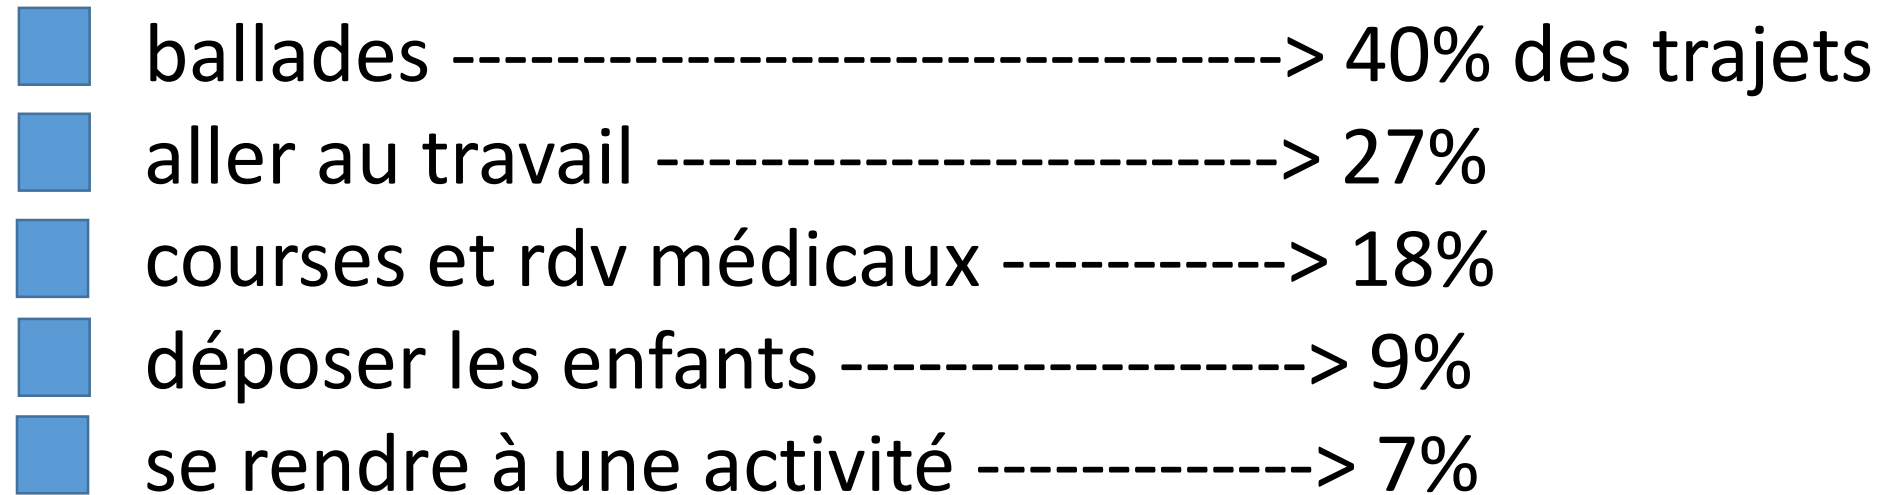 ballades --------------------------------> 40% des trajets
aller au travail ------------------------> 27%
courses et rdv médicaux -----------> 18%
déposer les enfants ------------------> 9%
se rendre à une activité -------------> 7%